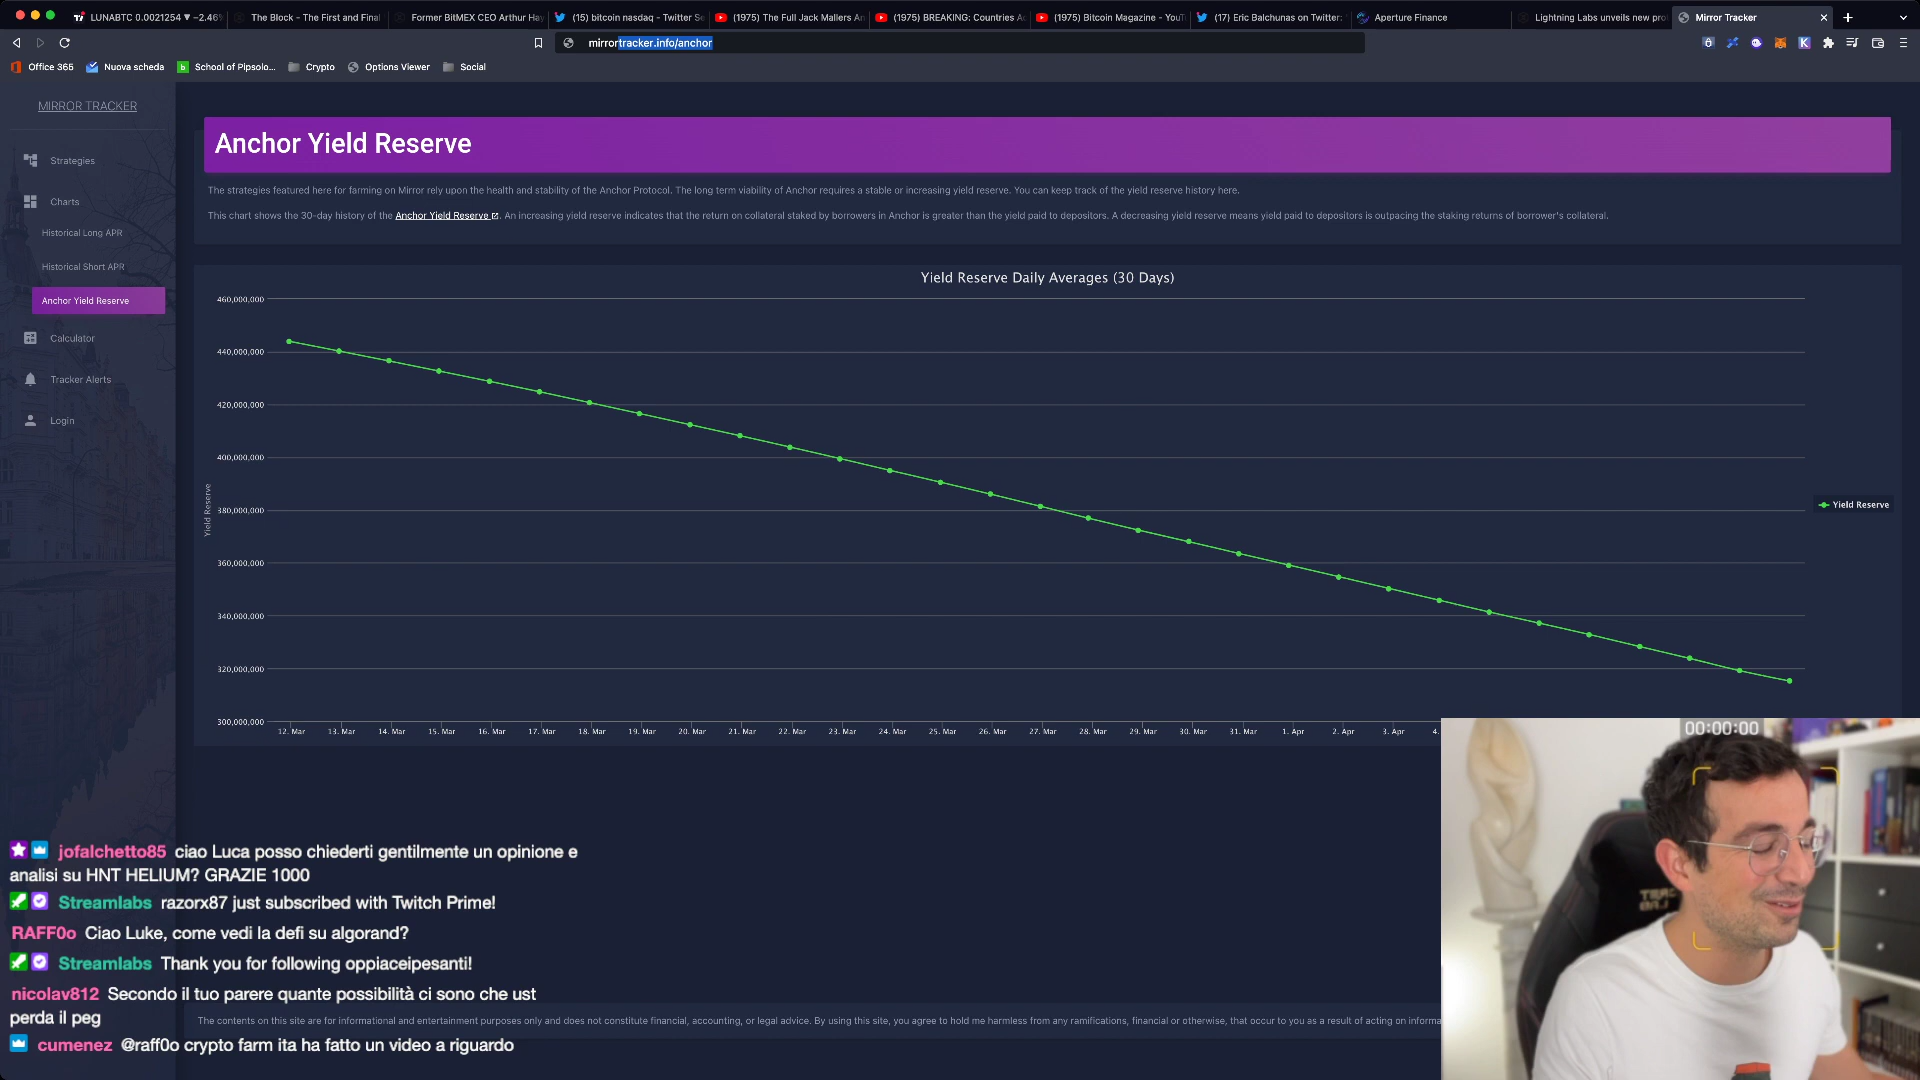 LUNABTC 0.0021254 ▼ −2.46%
The Block - The First and Final
Former BitMEX CEO Arthur Hay
(15) bitcoin nasdaq - Twitter Se
(1975) The Full Jack Mallers An
(1975) BREAKING: Countries Ac
(1975) Bitcoin Magazine - YouTu
(17) Eric Balchunas on Twitter:
Aperture Finance
Lightning Labs unveils new pro
Mirror Tracker
mirrortracker.info/anchor
Office 365
Nuova scheda
School of Pipsolo...
Crypto
Options Viewer
Social
MIRROR TRACKER
Strategies
Charts
Historical Long APR
Historical Short APR
Anchor Yield Reserve
Calculator
Tracker Alerts
Login
Anchor Yield Reserve
The strategies featured here for farming on Mirror rely upon the health and stability of the Anchor Protocol. The long term viability of Anchor requires a stable or increasing yield reserve. You can keep track of the yield reserve history here.
This chart shows the 30-day history of the Anchor Yield Reserve. An increasing yield reserve indicates that the return on collateral staked by borrowers in Anchor is greater than the yield paid to depositors. A decreasing yield reserve means yield paid to depositors is outpacing the staking returns of borrower's collateral.
Yield Reserve Daily Averages (30 Days)
460,000,000
440,000,000
420,000,000
400,000,000
380,000,000
360,000,000
340,000,000
320,000,000
300,000,000
Yield Reserve
Yield Reserve
12. Mar 13. Mar 14. Mar 15. Mar 16. Mar 17. Mar 18. Mar 19. Mar 20. Mar 21. Mar 22. Mar 23. Mar 24. Mar 25. Mar 26. Mar 27. Mar 28. Mar 29. Mar 30. Mar 31. Mar 1. Apr 2. Apr 3. Apr 4.
00:00:00
jofalchetto85 ciao Luca posso chiederti gentilmente un opinione e
analisi su HNT HELIUM? GRAZIE 1000
Streamlabs razorx87 just subscribed with Twitch Prime!
RAFF0o Ciao Luke, come vedi la defi su algorand?
Streamlabs Thank you for following oppiaceipesanti!
nicolav812 Secondo il tuo parere quante possibilità ci sono che ust
perda il peg
cumenez @raff0o crypto farm ita ha fatto un video a riguardo
The contents on this site are for informational and entertainment purposes only and does not constitute financial, accounting, or legal advice. By using this site, you agree to hold me harmless from any ramifications, financial or otherwise, that occur to you as a result of acting on informa